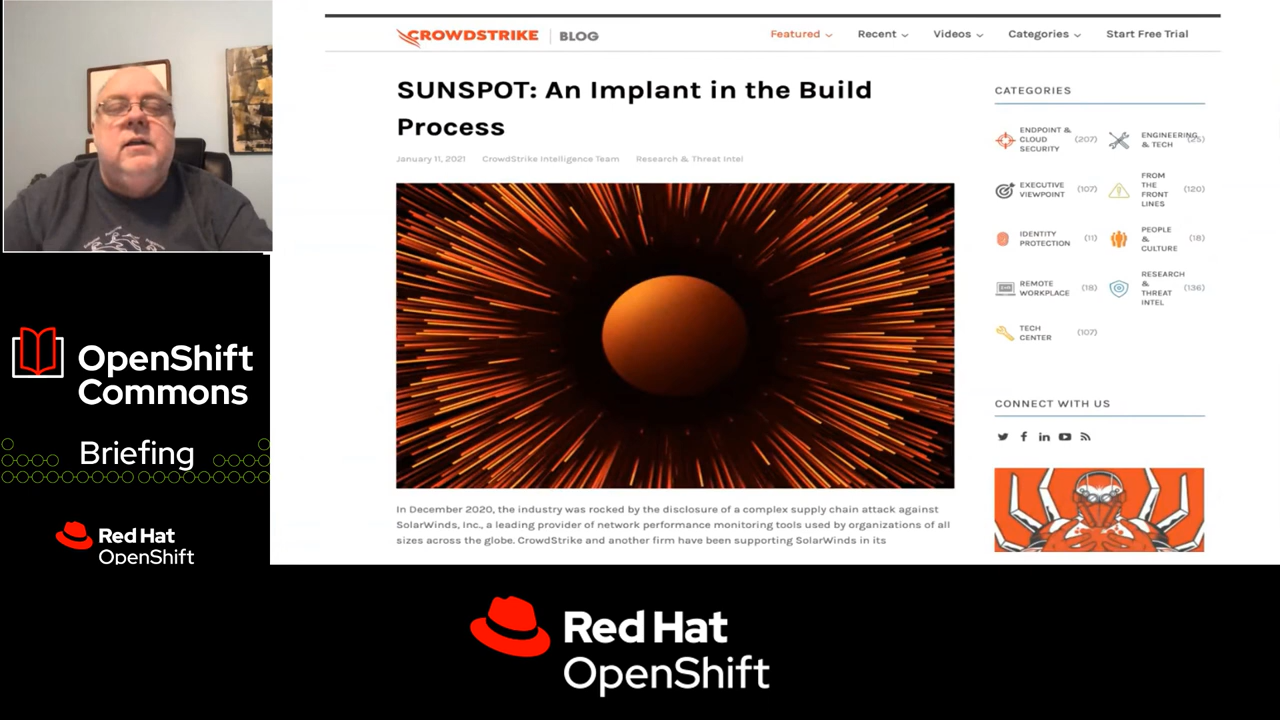 CROWDSTRIKE | BLOG
Featured
Recent
Videos
Categories
Start Free Trial
SUNSPOT: An Implant in the Build
Process
January 11, 2021 CrowdStrike Intelligence Team Research & Threat Intel
In December 2020, the industry was rocked by the disclosure of a complex supply chain attack against
SolarWinds, Inc., a leading provider of network performance monitoring tools used by organizations of all
sizes across the globe. CrowdStrike and another firm have been supporting SolarWinds in its
CATEGORIES
ENDPOINT &
CLOUD
SECURITY
(207)
ENGINEERING
& TECH
(25)
EXECUTIVE
VIEWPOINT
(107)
FROM
THE
FRONT
LINES
(120)
IDENTITY
PROTECTION
(11)
PEOPLE
&
CULTURE
(18)
REMOTE
WORKPLACE
(18)
RESEARCH
&
THREAT
INTEL
(136)
TECH
CENTER
(107)
CONNECT WITH US
OpenShift
Commons
Briefing
Red Hat
OpenShift
Red Hat
OpenShift